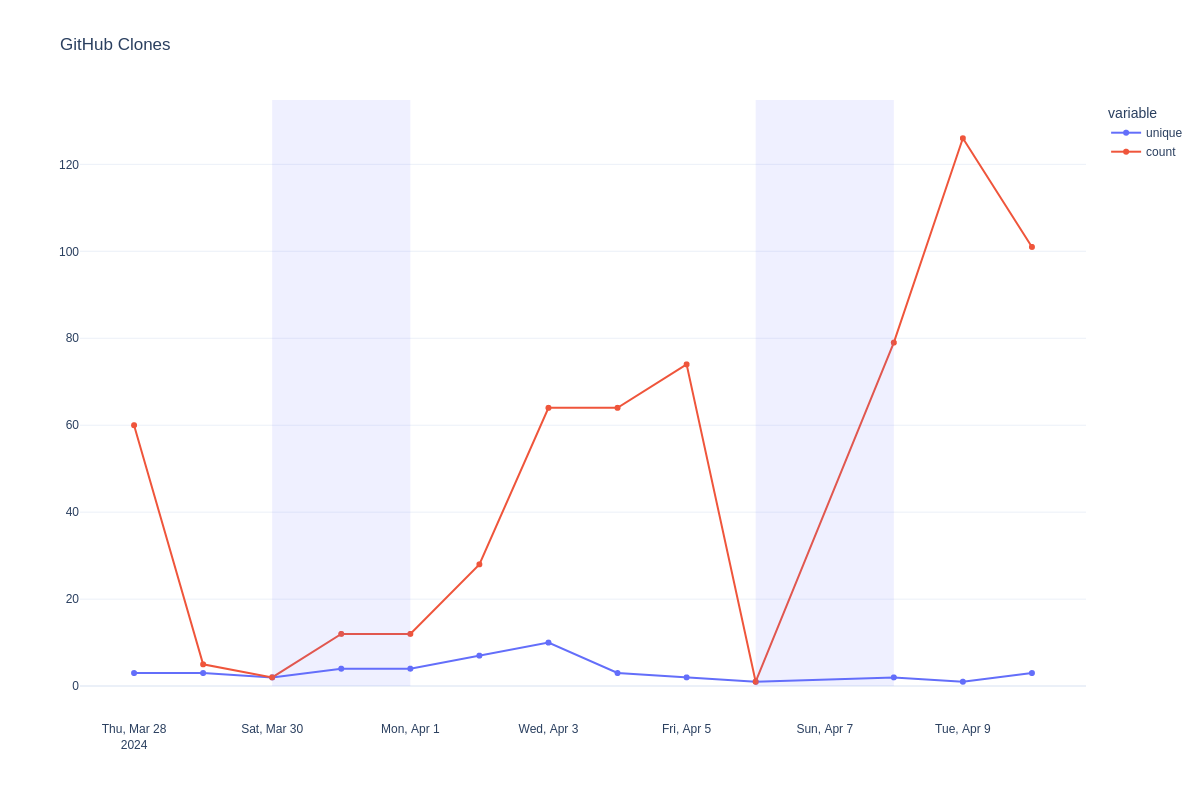 GitHub Clones
variable
unique
count
120
100
80
60
40
20
0
Thu, Mar 28
2024
Sat, Mar 30
Mon, Apr 1
Wed, Apr 3
Fri, Apr 5
Sun, Apr 7
Tue, Apr 9